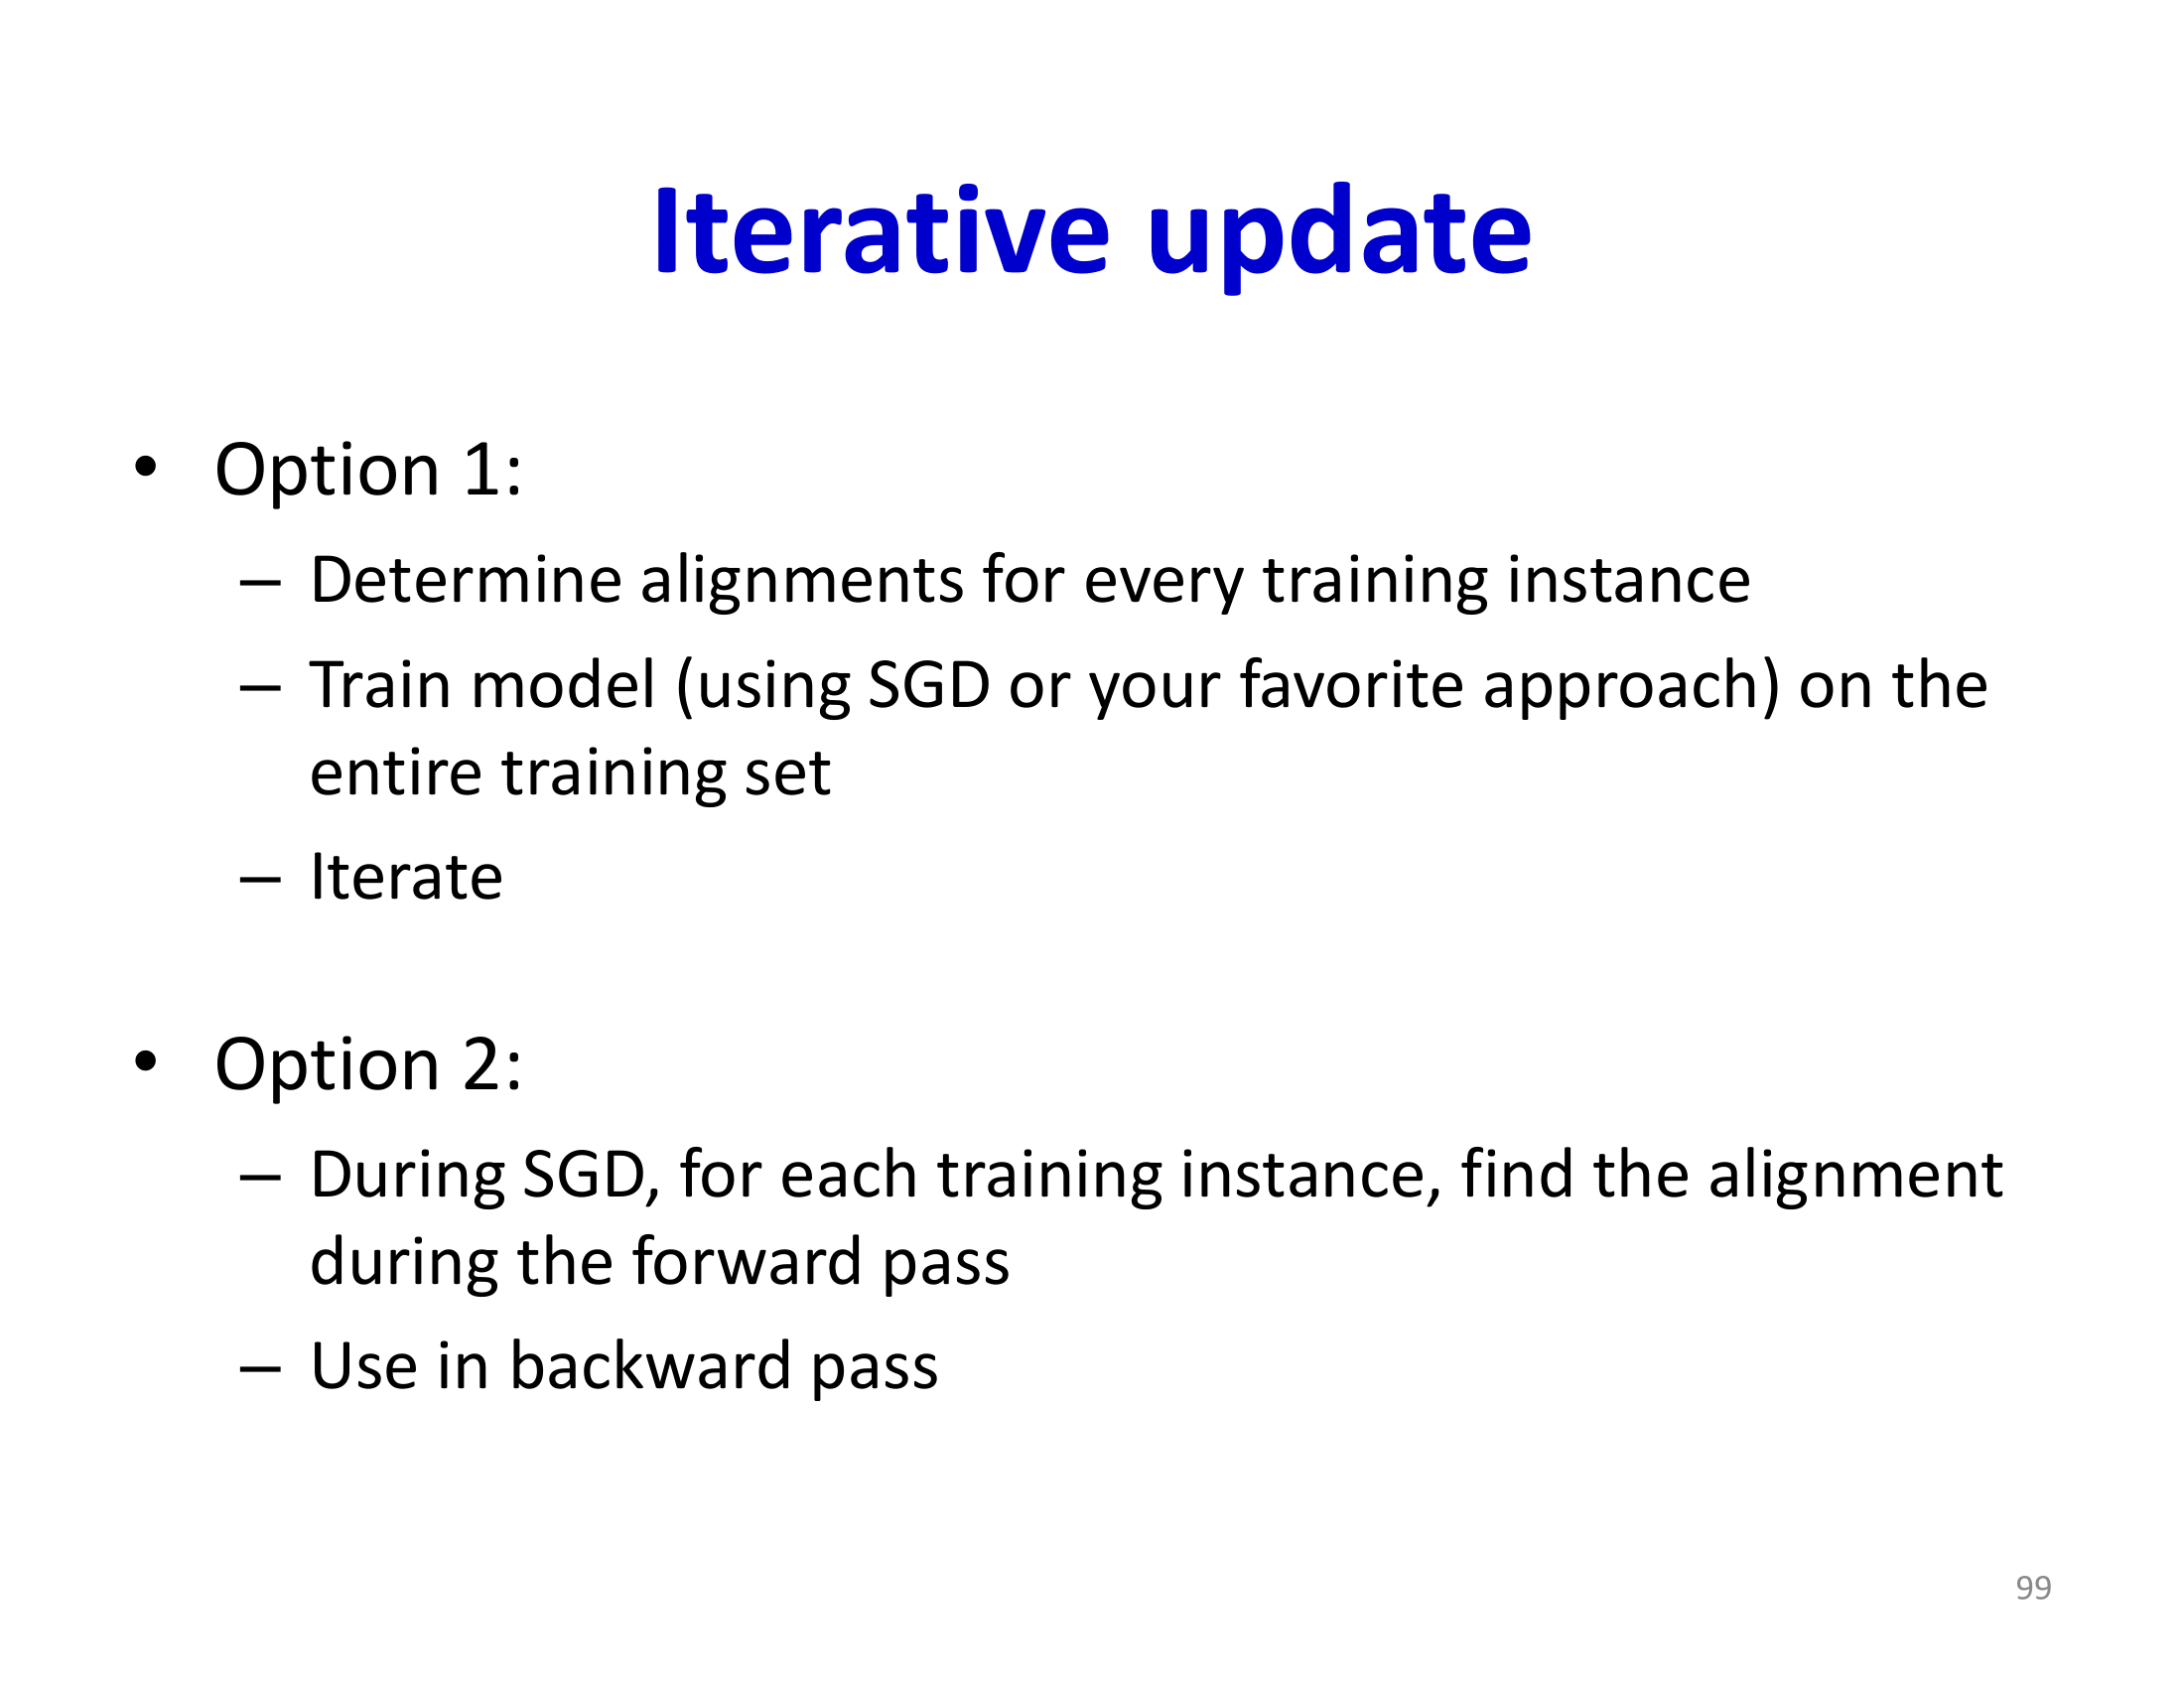 Iterative update
• Option 1:
– Determine alignments for every training instance
– Train model (using SGD or your favorite approach) on the
entire training set
– Iterate
• Option 2:
– During SGD, for each training instance, find the alignment
during the forward pass
– Use in backward pass
99